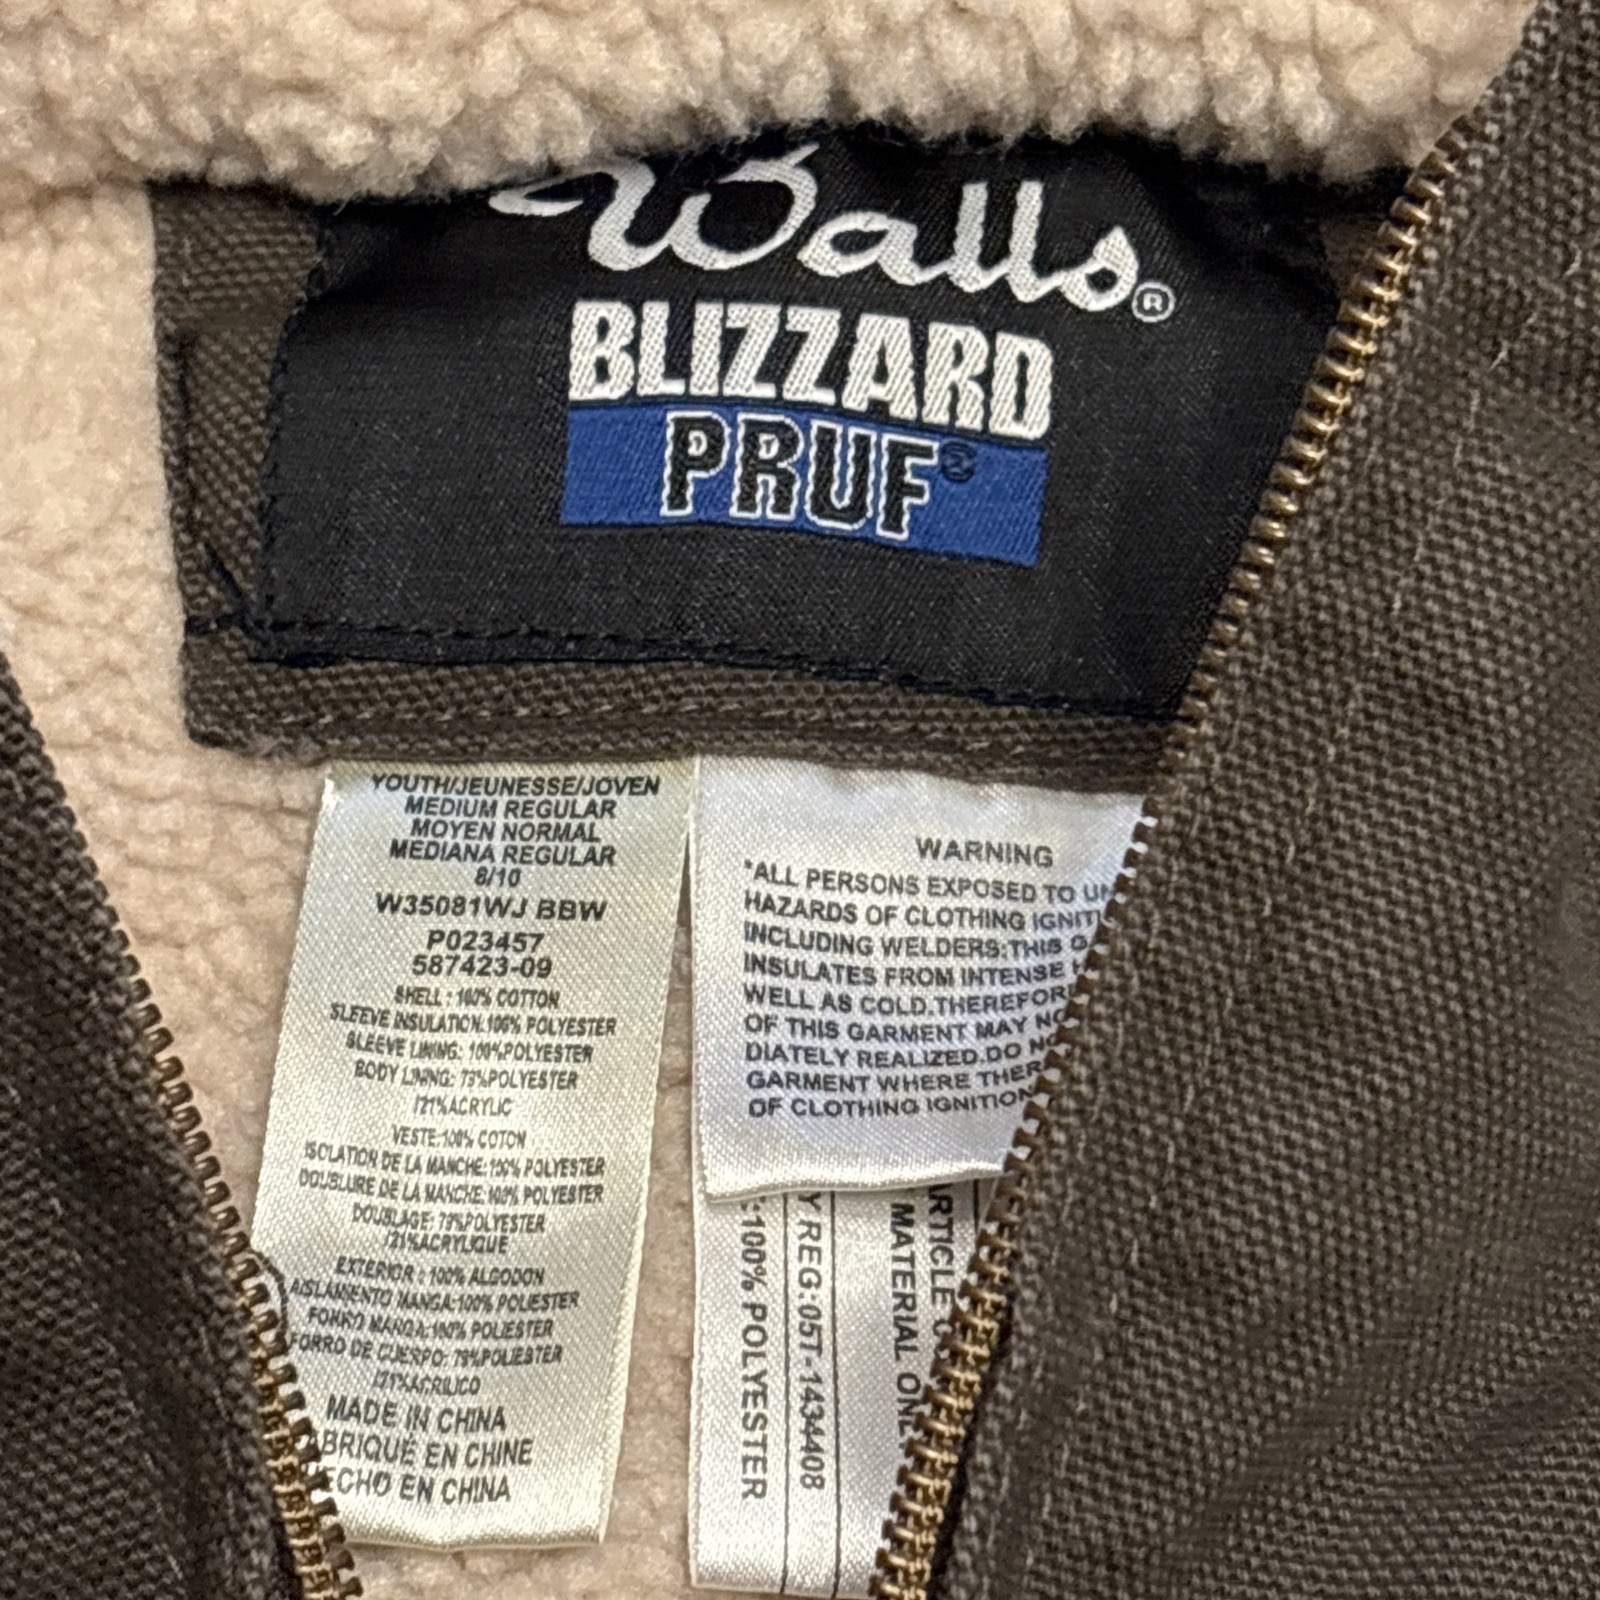 Walls®
BLIZZARD
PRUF®
YOUTH/JEUNESSE/JOVEN
MEDIUM REGULAR
MOYEN NORMAL
MEDIANA REGULAR
8/10
W35081WJ BBW
P023457
587423-09
SHELL : 100% COTTON
SLEEVE INSULATION:100% POLYESTER
SLEEVE LINING: 100%POLYESTER
BODY LINING: 79%POLYESTER
/21%ACRYLIC
VESTE:100% COTON
ISOLATION DE LA MANCHE:100% POLYESTER
DOUBLURE DE LA MANCHE:100% POLYESTER
DOUBLAGE: 79%POLYESTER
/21%ACRYLIQUE
EXTERIOR : 100% ALGODON
AISLAMIENTO MANGA:100% POLIESTER
FORRO MANGA:100% POLIESTER
FORRO DE CUERPO: 79%POLIESTER
/21%ACRILICO
MADE IN CHINA
ABRIQUÉ EN CHINE
ECHO EN CHINA
WARNING
*ALL PERSONS EXPOSED TO UN
HAZARDS OF CLOTHING IGNITI
INCLUDING WELDERS:THIS G
INSULATES FROM INTENSE H
WELL AS COLD.THEREFOR
OF THIS GARMENT MAY NO
DIATELY REALIZED.DO NO
GARMENT WHERE THER
OF CLOTHING IGNITION
ARTICLE
MATERIAL ONL
Y REG:05T-1434408
:100% POLYESTER